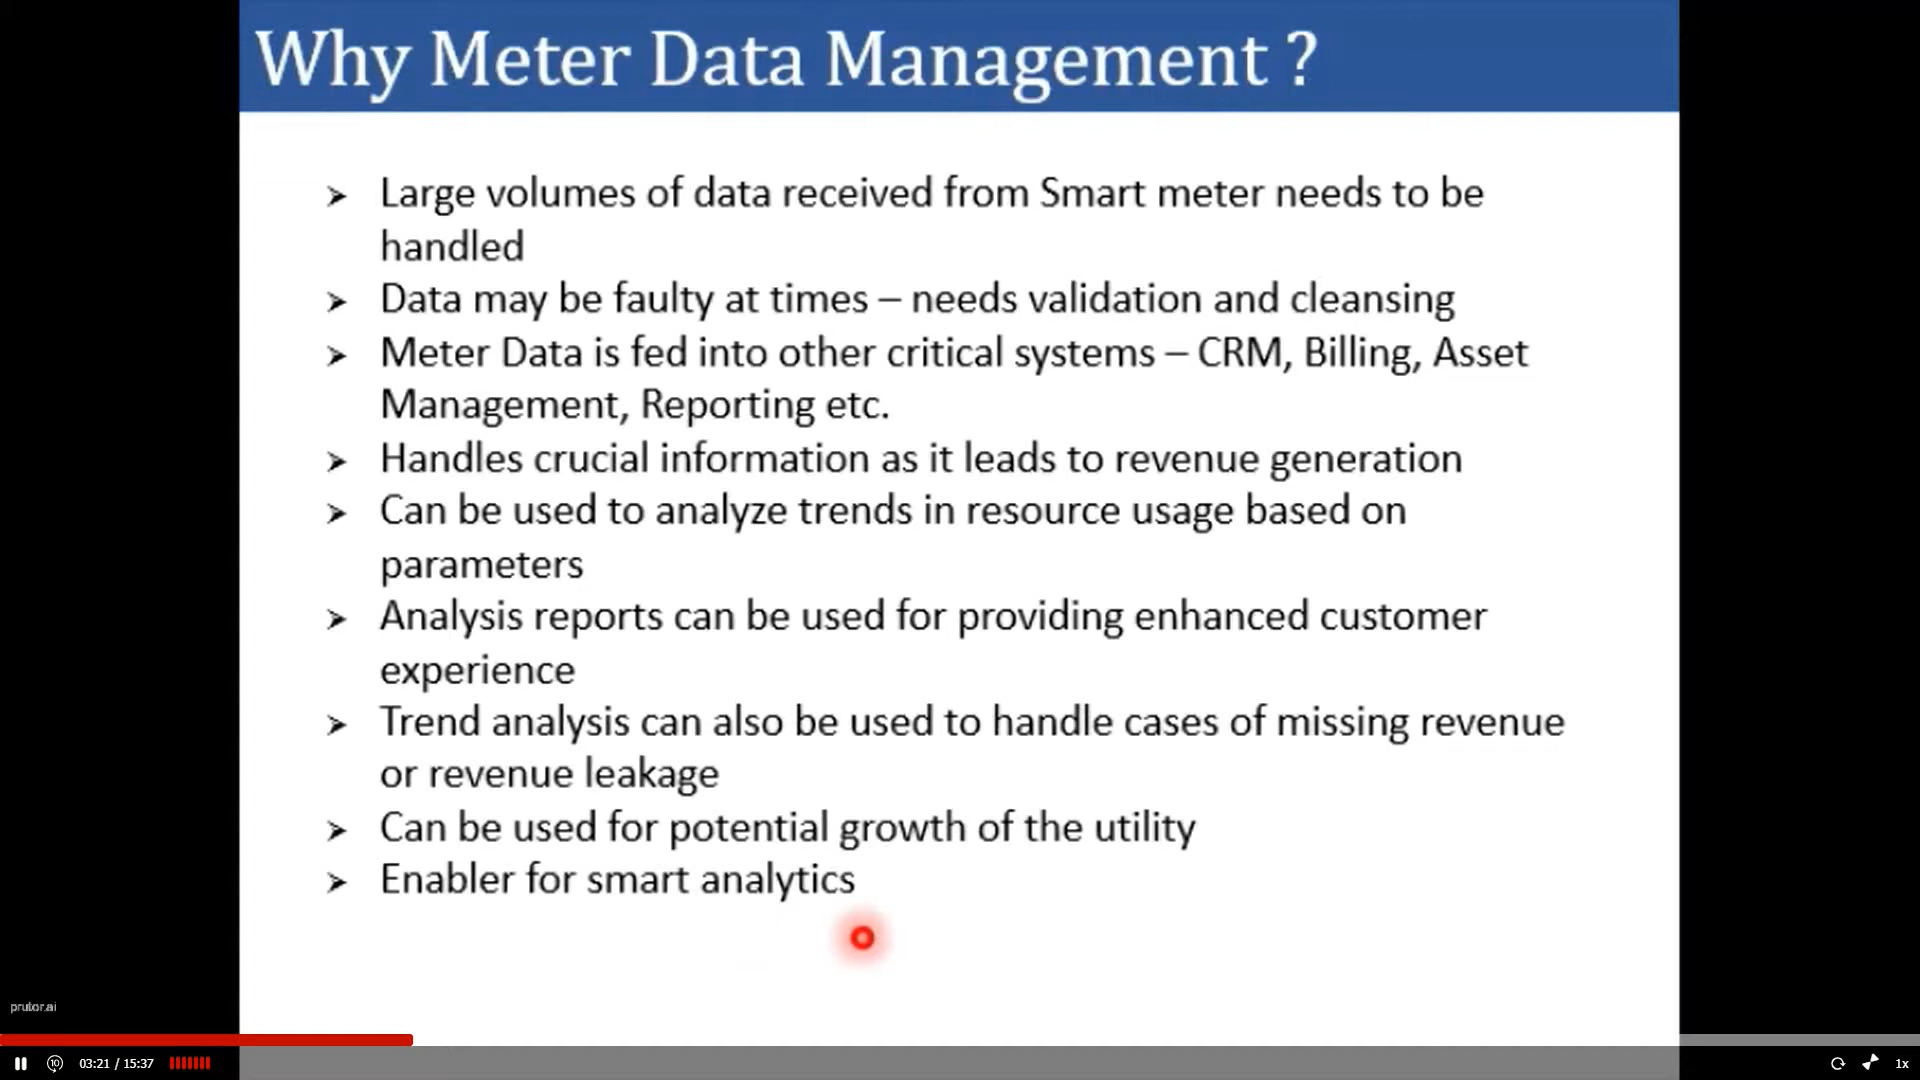 Why Meter Data Management ?
➢ Large volumes of data received from Smart meter needs to be
handled
➢ Data may be faulty at times – needs validation and cleansing
➢ Meter Data is fed into other critical systems – CRM, Billing, Asset
Management, Reporting etc.
➢ Handles crucial information as it leads to revenue generation
➢ Can be used to analyze trends in resource usage based on
parameters
➢ Analysis reports can be used for providing enhanced customer
experience
➢ Trend analysis can also be used to handle cases of missing revenue
or revenue leakage
➢ Can be used for potential growth of the utility
➢ Enabler for smart analytics
prutor.ai
10 03:21 / 15:37 1x